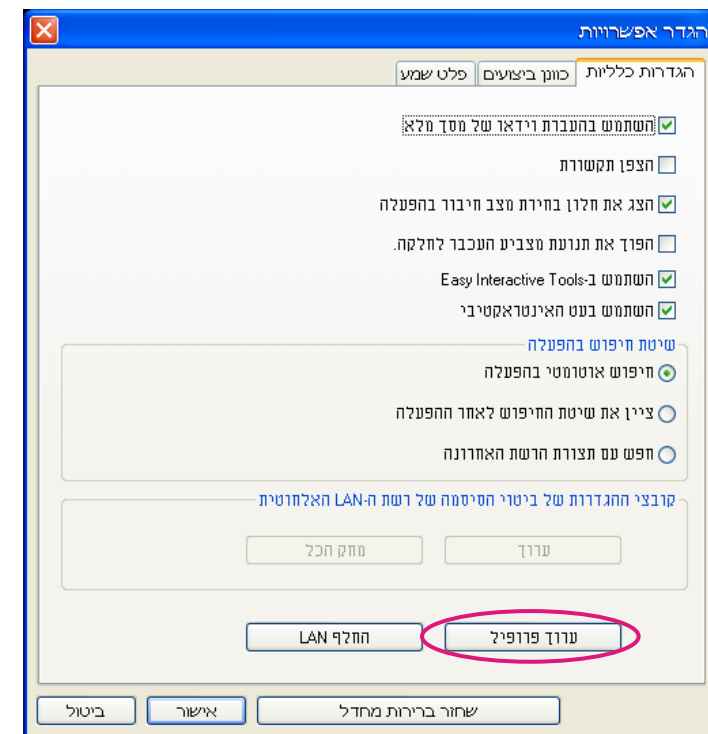 הגדר אפשרויות
הגדרות כלליות כוונן ביצועים פלט שמע
השתמש בהעברת וידאו של מסך מלא
הצפן תקשורת
הצג את חלון בחירת מצב חיבור בהפעלה
הפוך את תנועת מצביע העכבר לחלקה.
השתמש ב-Easy Interactive Tools
השתמש בעט האינטראקטיבי
שיטת חיפוש בהפעלה
חיפוש אוטומטי בהפעלה
ציין את שיטת החיפוש לאחר ההפעלה
חפש עם תצורת הרשת האחרונה
קובצי ההגדרות של ביטוי הסיסמה של רשת ה-LAN האלחוטית
ערוך מחק הכל
ערוך פרופיל החלף LAN
שחזר ברירות מחדל אישור ביטול